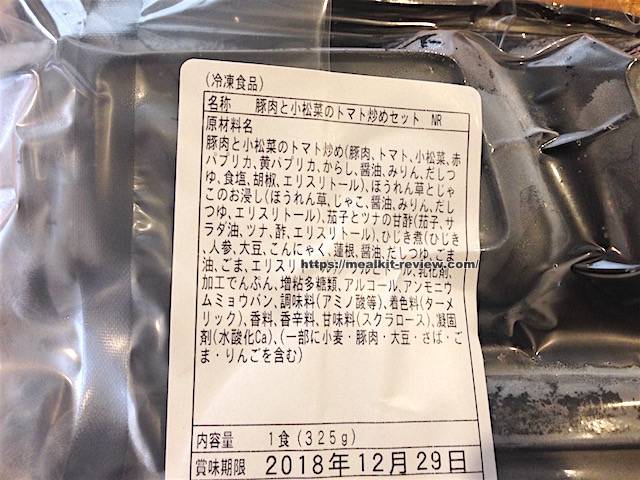 (冷凍食品)
名称 豚肉と小松菜のトマト炒めセット NR
原材料名
豚肉と小松菜のトマト炒め(豚肉、トマト、小松菜、赤
パプリカ、黄パプリカ、からし、醤油、みりん、だしつ
ゆ、食塩、胡椒、エリスリトール)、ほうれん草とじゃ
このお浸し(ほうれん草、じゃこ、醤油、みりん、だし
つゆ、エリスリトール)、茄子とツナの甘酢(茄子、サ
ラダ油、ツナ、酢、エリスリトール)、ひじき煮(ひじき
、人参、大豆、こんにゃく、蓮根、醤油、だしつゆ、ごま
油、ごま、エリスリ
https://mealkit-review.com/
乳化剤、
加工でんぷん、増粘多糖類、アルコール、アンモニウ
ムミョウバン、調味料(アミノ酸等)、着色料(ターメ
リック)、香料、香辛料、甘味料(スクラロース)、凝固
剤(水酸化Ca)、(一部に小麦・豚肉・大豆・さば・ご
ま・りんごを含む)
内容量 1食(325g)
賞味期限 2018年12月29日